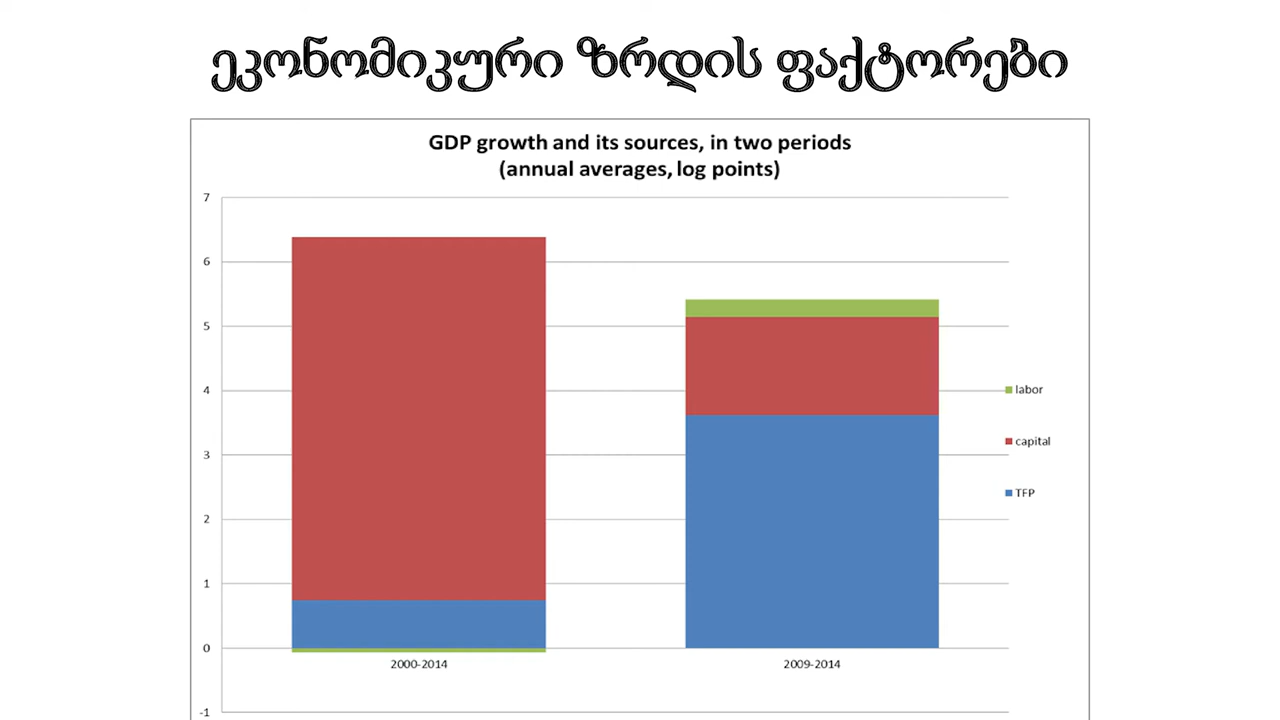 ეკონომიკური ზრდის ფაქტორები
GDP growth and its sources, in two periods
(annual averages, log points)
7
6
5
4
3
2
1
0
-1
2000-2014
2009-2014
labor
capital
TFP